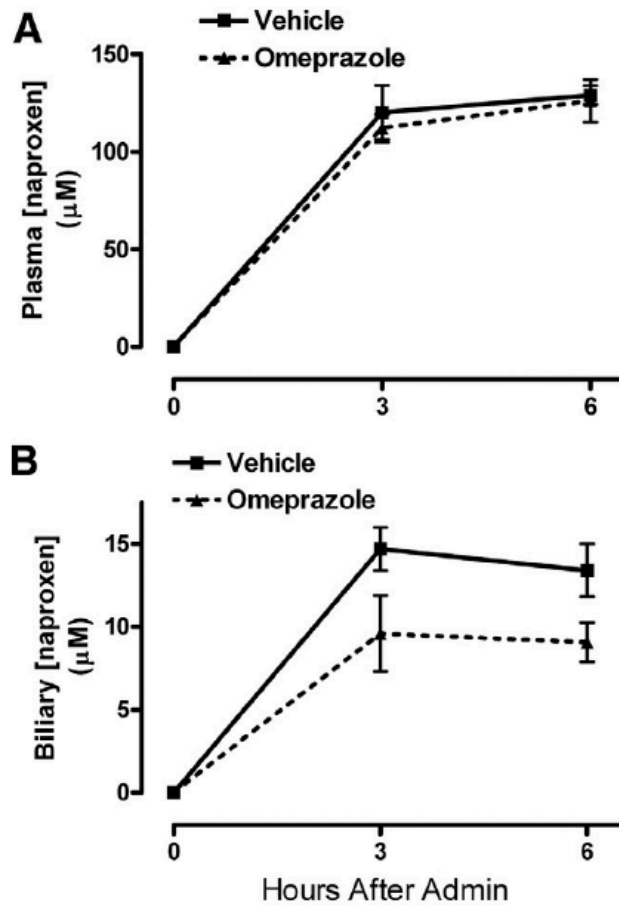 A
Vehicle
Omeprazole
Plasma [naproxen]
(μM)
150
100
50
0
0 3 6
B
Vehicle
Omeprazole
Biliary [naproxen]
(μM)
15
10
5
0
0 3 6
Hours After Admin